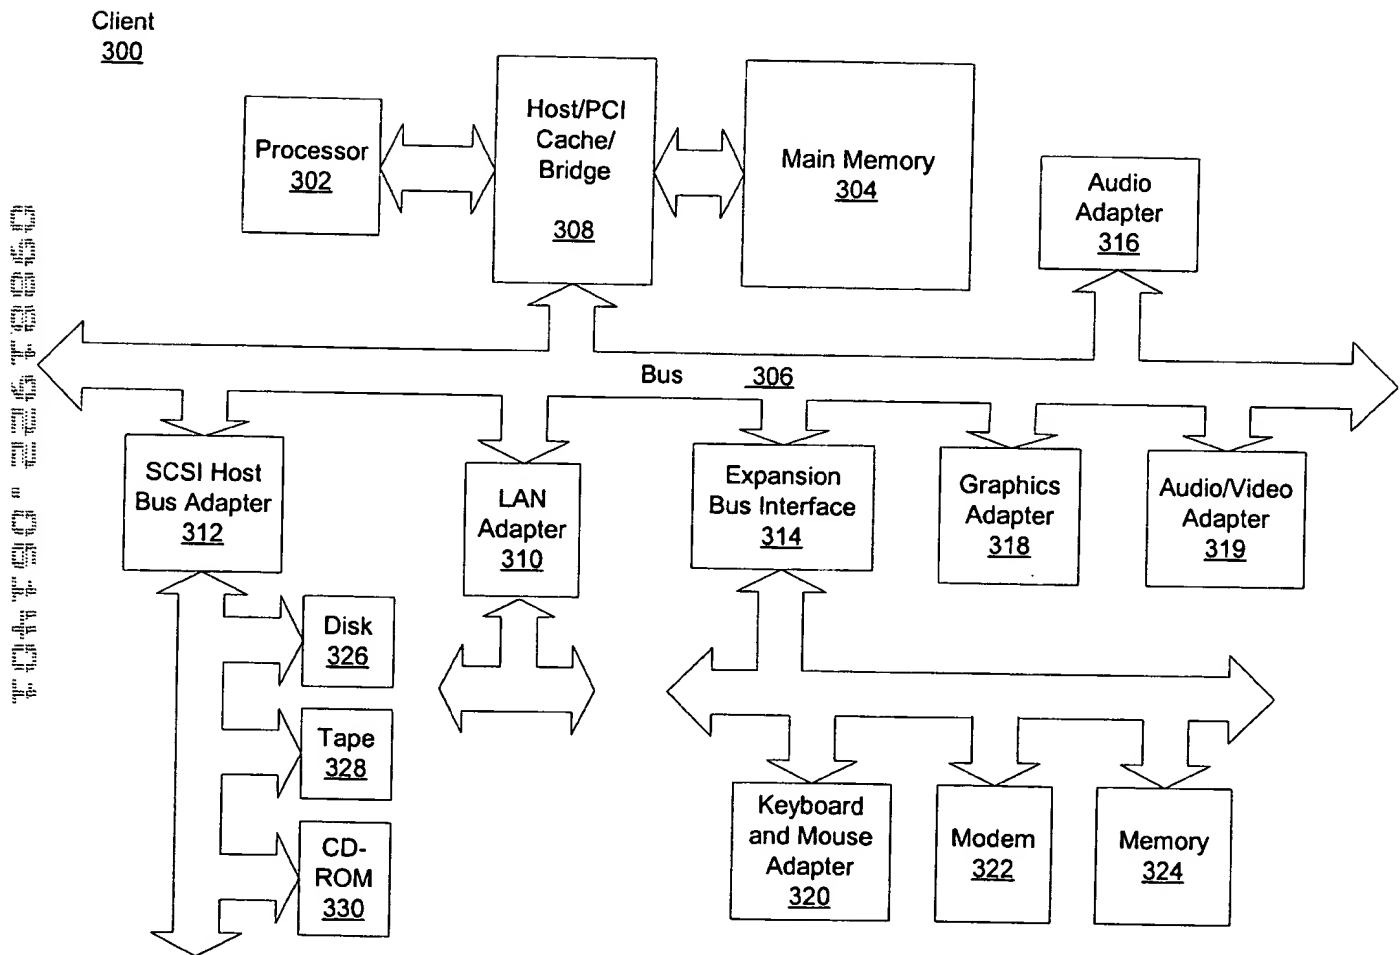 Client
300
Processor
302
Host/PCI
Cache/
Bridge
308
Main Memory
304
Audio
Adapter
316
Bus 306
SCSI Host
Bus Adapter
312
LAN
Adapter
310
Expansion
Bus Interface
314
Graphics
Adapter
318
Audio/Video
Adapter
319
Disk
326
Tape
328
CD-
ROM
330
Keyboard
and Mouse
Adapter
320
Modem
322
Memory
324